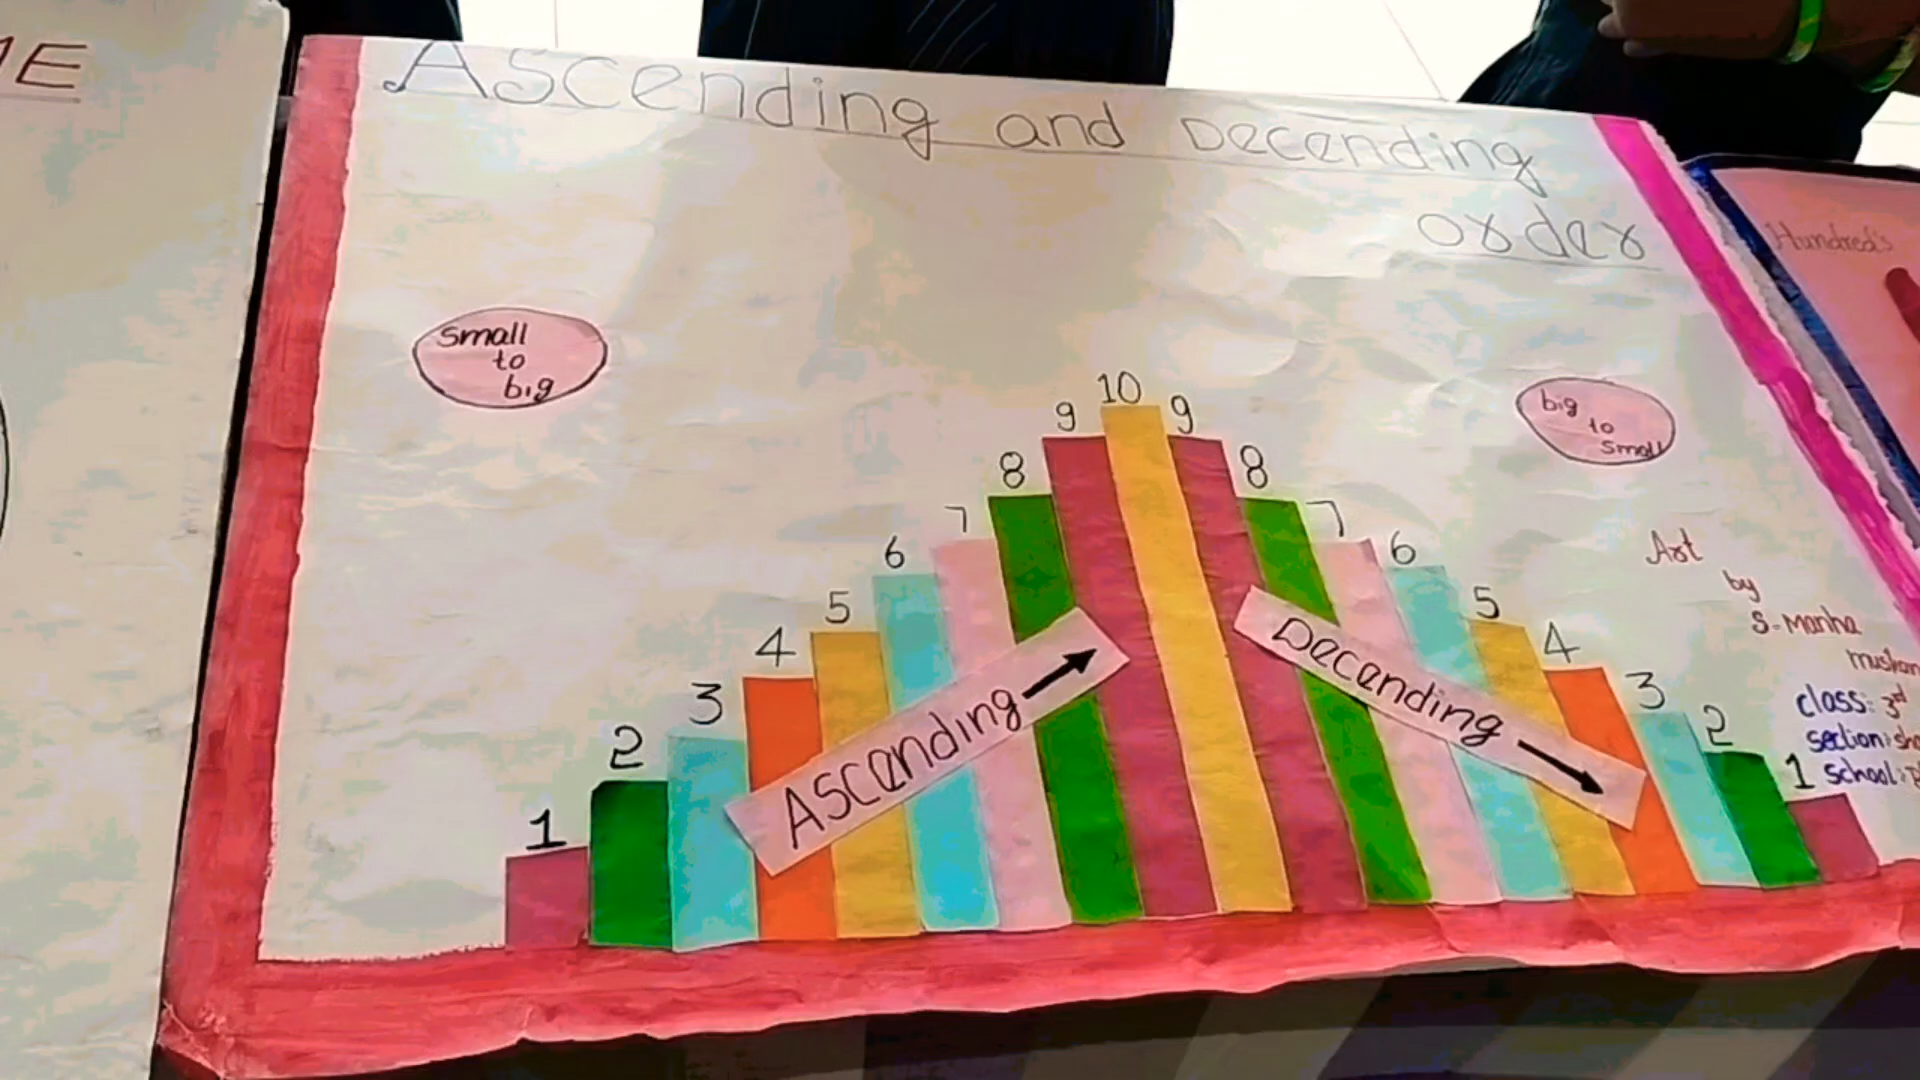 ME
Ascending and Decending
order
Hundred's
Small
to
big
big
to
small
10
9 9
8 8
7 7
6 6
5 5
4 4
3 3
2 2
1 1
Ascending
Decending
Art
by
S-Manha
class: 3rd
section:
school: